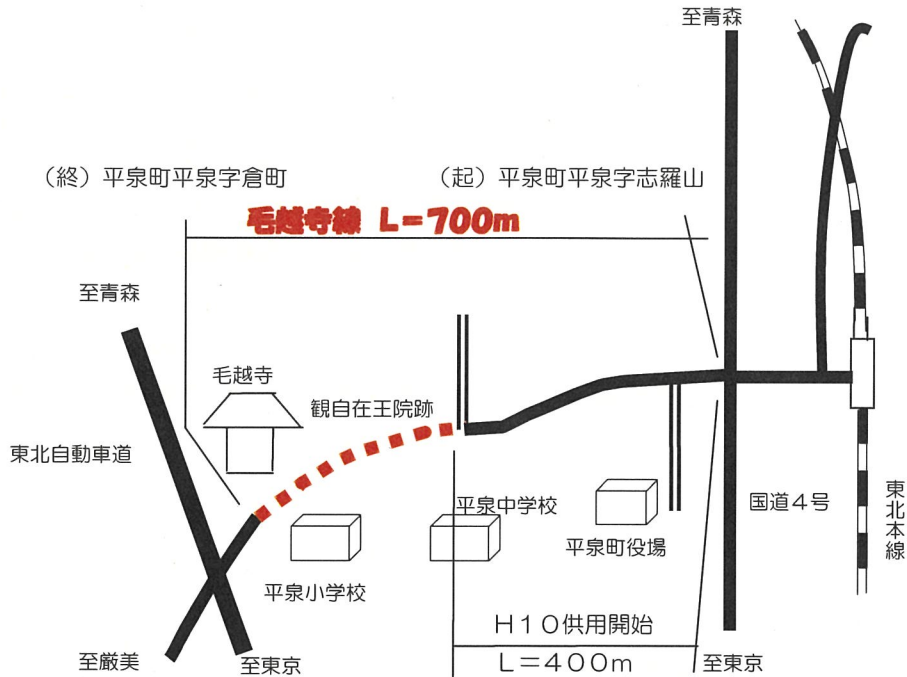 至青森
（終）平泉町平泉字倉町
（起）平泉町平泉字志羅山
毛越寺線 L=700m
至青森
毛越寺
観自在王院跡
東北自動車道
平泉中学校
国道４号
東北本線
平泉町役場
平泉小学校
Ｈ１０供用開始
至厳美
至東京
Ｌ＝４００ｍ
至東京